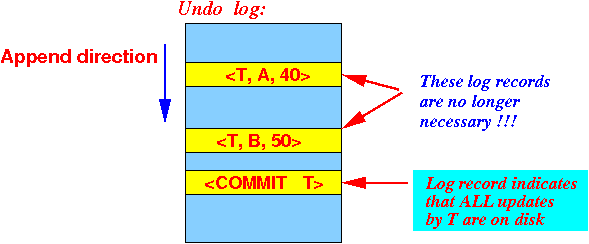 Undo log:
Append direction
<T, A, 40>
These log records
are no longer
necessary !!!
<T, B, 50>
<COMMIT T>
Log record indicates
that ALL updates
by T are on disk